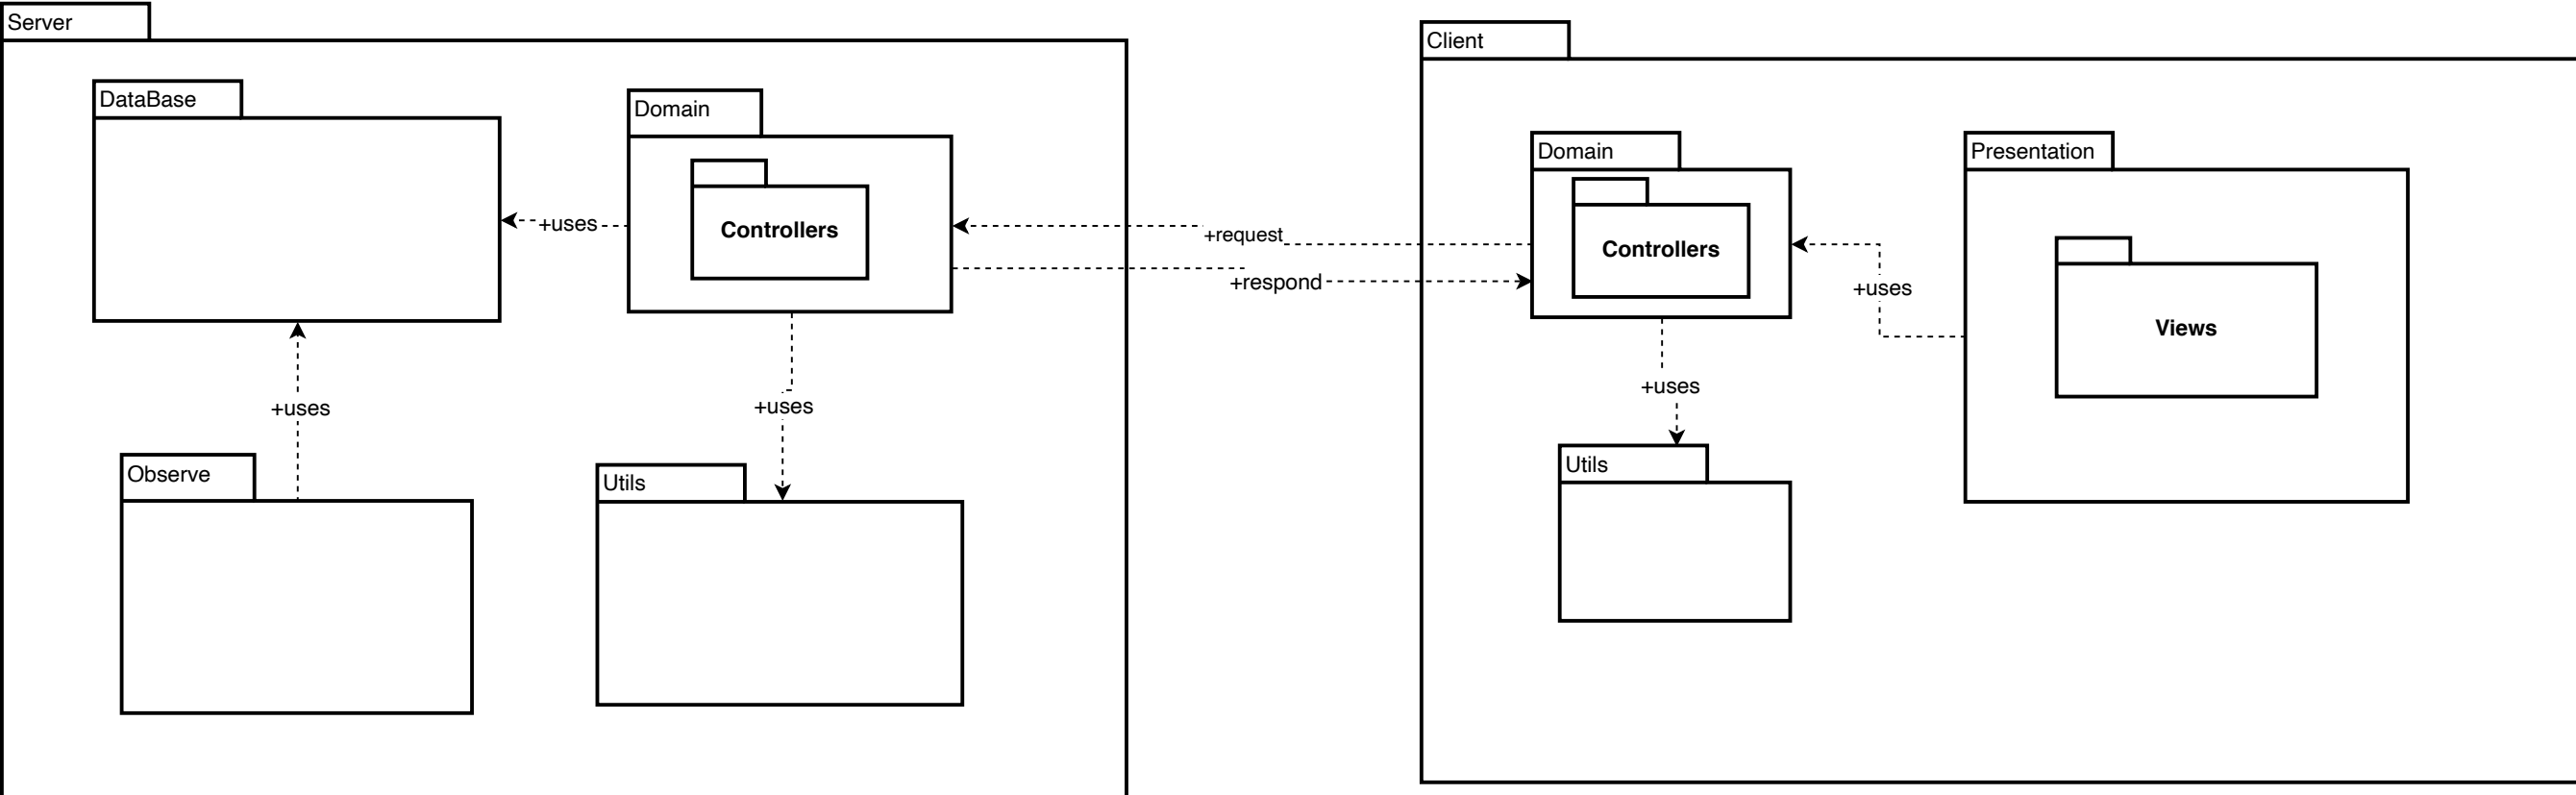 Server
DataBase
Domain
Controllers
+uses
+uses
+uses
Observe
Utils
+request
+respond
Client
Domain
Controllers
Presentation
Views
+uses
+uses
Utils